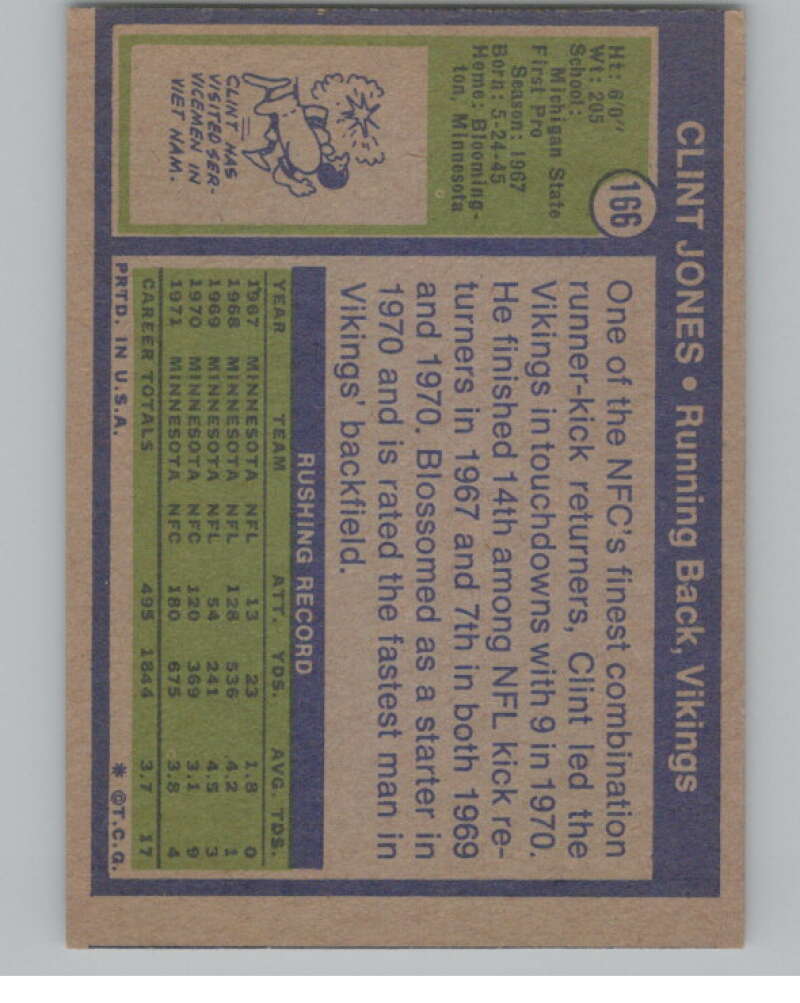 CLINT JONES • Running Back, Vikings
166
Ht: 6'0"
Wt: 205
School:
Michigan State
First Pro
Season: 1967
Born: 5-24-45
Home: Blooming-
ton, Minnesota
CLINT HAS
VISITED SER-
VICEMEN IN
VIET NAM.
One of the NFC's finest combination
runner-kick returners, Clint led the
Vikings in touchdowns with 9 in 1970.
He finished 14th among NFL kick re-
turners in 1967 and 7th in both 1969
and 1970. Blossomed as a starter in
1970 and is rated the fastest man in
Vikings' backfield.
RUSHING RECORD
YEAR TEAM ATT. YDS. AVG. TDS.
1967 MINNESOTA NFL 13 23 1.8 0
1968 MINNESOTA NFL 128 536 4.2 1
1969 MINNESOTA NFL 54 241 4.5 3
1970 MINNESOTA NFC 120 369 3.1 9
1971 MINNESOTA NFC 180 675 3.8 4
CAREER TOTALS 495 1844 3.7 17
PRTD. IN U.S.A. * ©T.C.G.